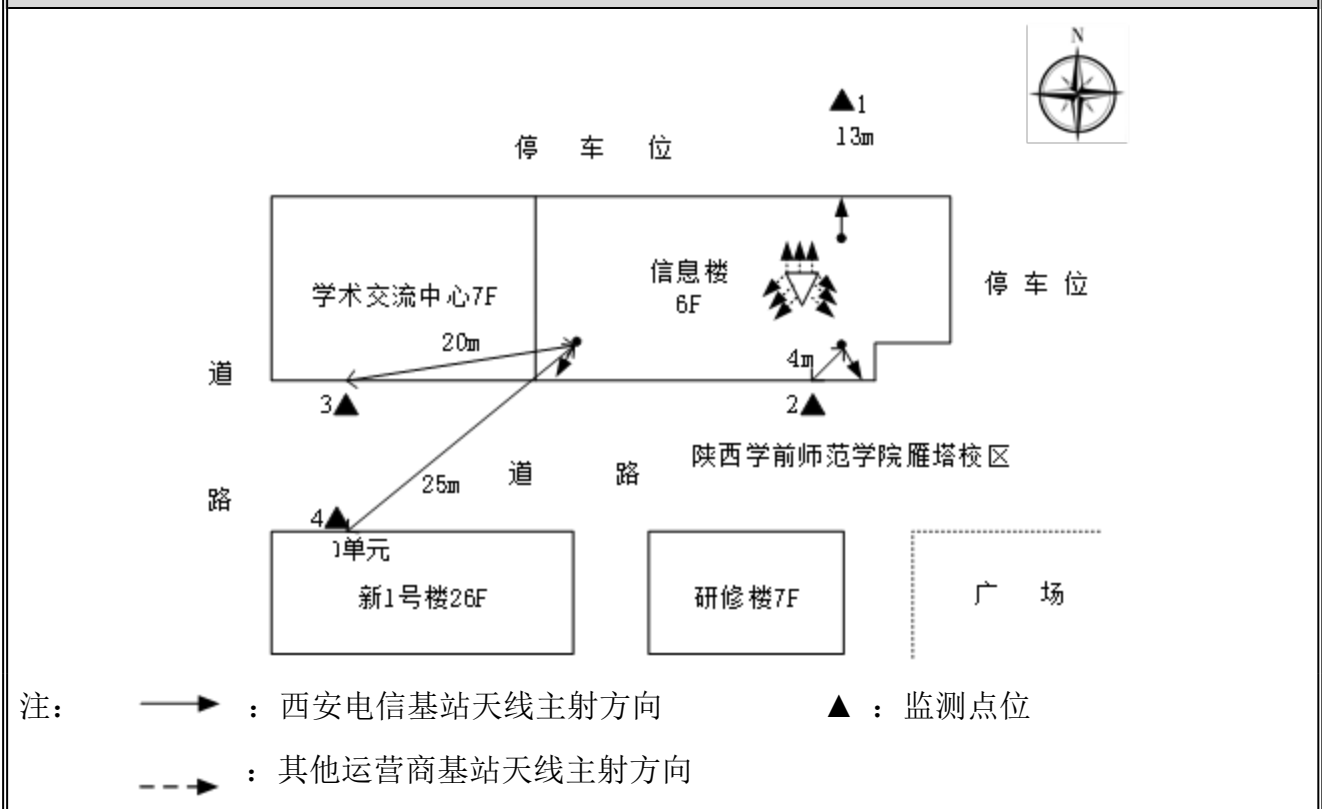 N
▲1
13m
停 车 位
信息楼
6F
学术交流中心7F
停 车 位
20m
4m
道
3▲
2▲
陕西学前师范学院雁塔校区
道 路
25m
路
4▲
1单元
新1号楼26F
研修楼7F
广 场
注: : 西安电信基站天线主射方向 ▲ : 监测点位
: 其他运营商基站天线主射方向